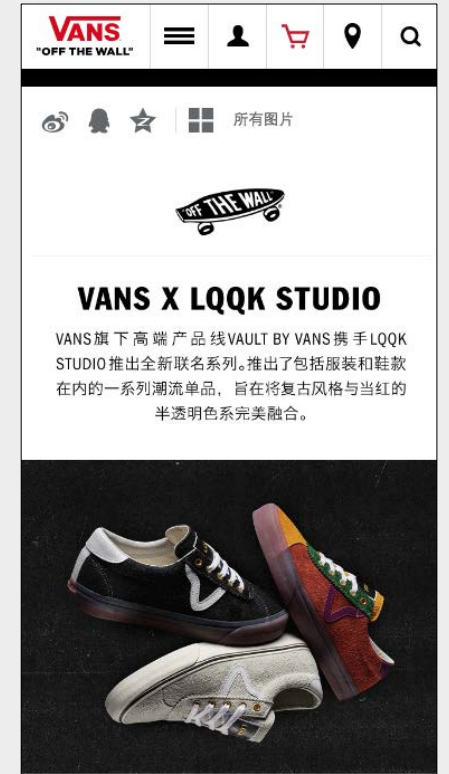 VANS
"OFF THE WALL"
所有图片
"OFF THE WALL"
VANS X LQQK STUDIO
VANS旗下高端产品线VAULT BY VANS携手LQQK
STUDIO推出全新联名系列。推出了包括服装和鞋款
在内的一系列潮流单品，旨在将复古风格与当红的
半透明色系完美融合。